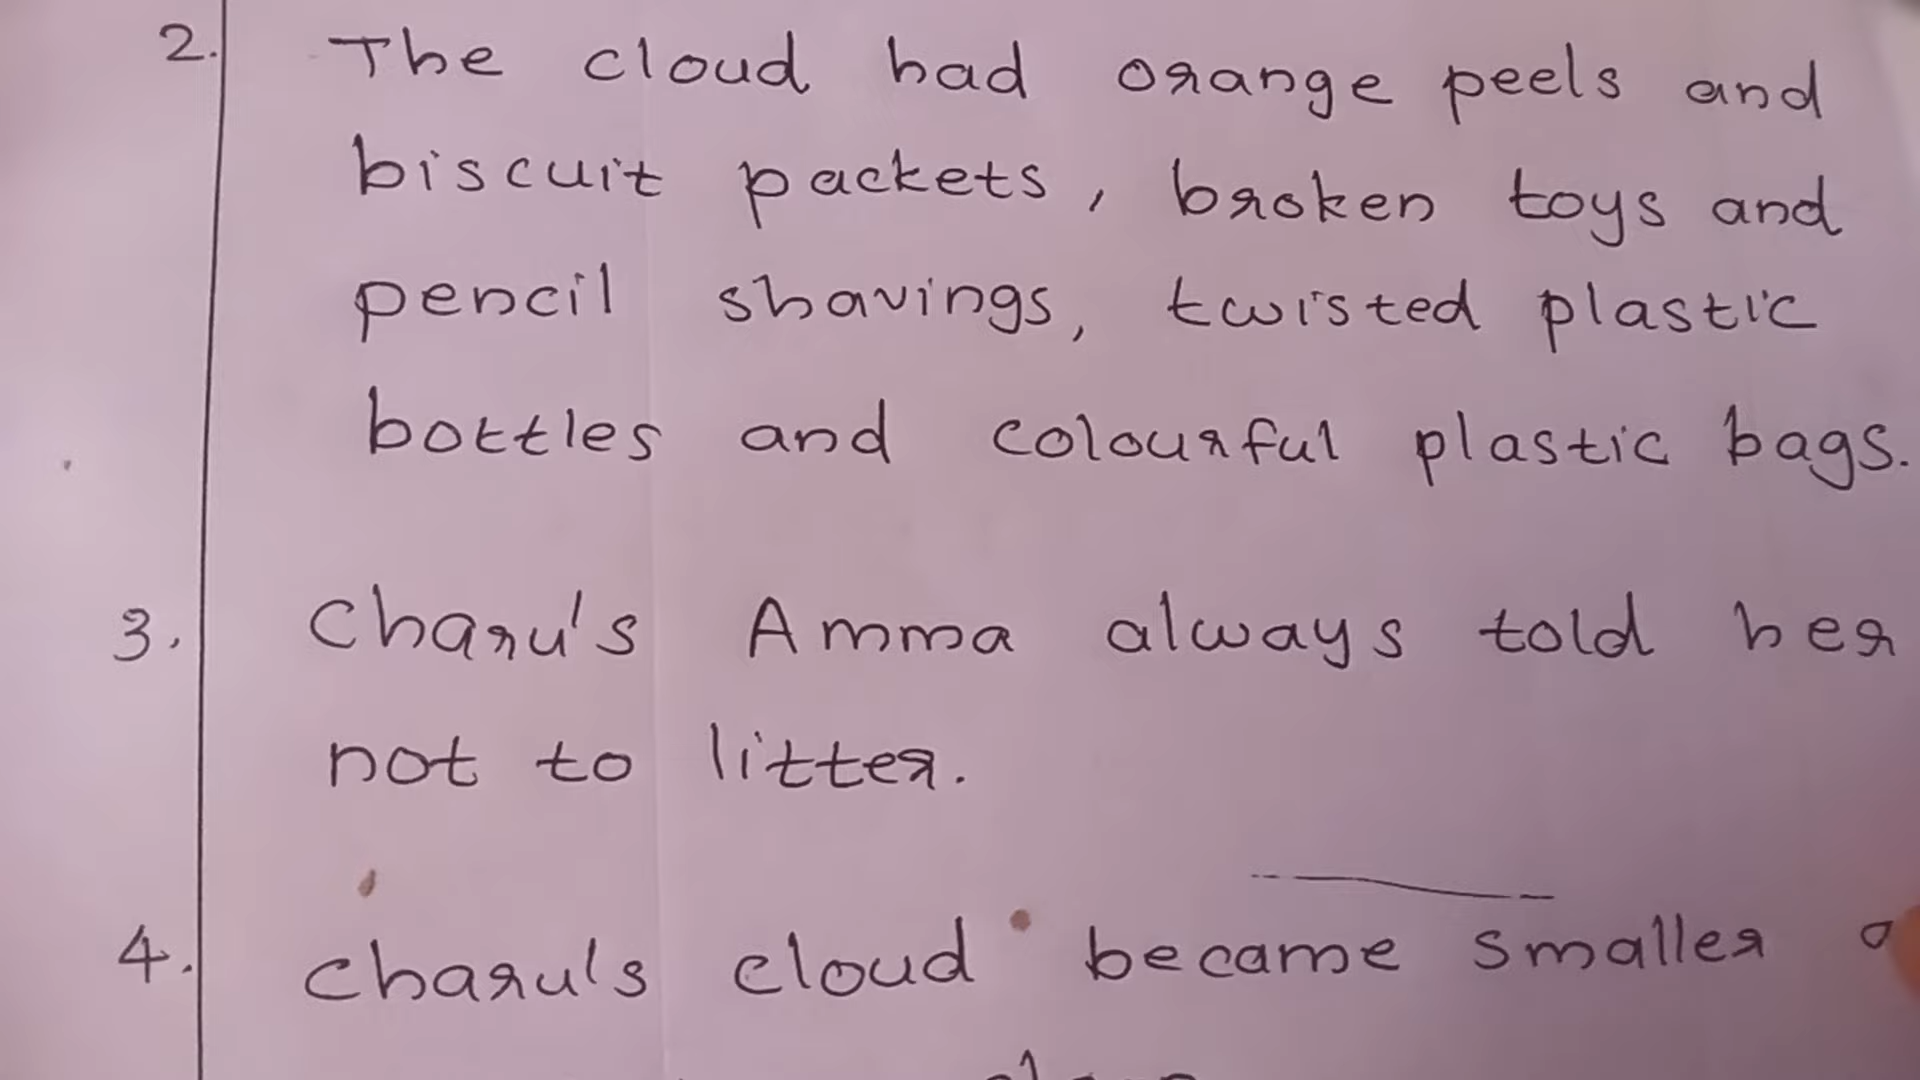 2. The cloud had orange peels and
biscuit packets, broken toys and
pencil shavings, twisted plastic
bottles and colourful plastic bags.
3. Charu's Amma always told her
not to litter.
4. Charu's cloud became smaller